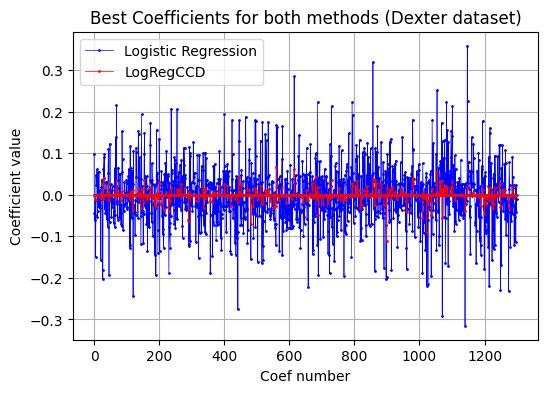 Best Coefficients for both methods (Dexter dataset)
Logistic Regression
LogRegCCD
0.3
0.2
0.1
0.0
−0.1
−0.2
−0.3
Coefficient value
0 200 400 600 800 1000 1200
Coef number